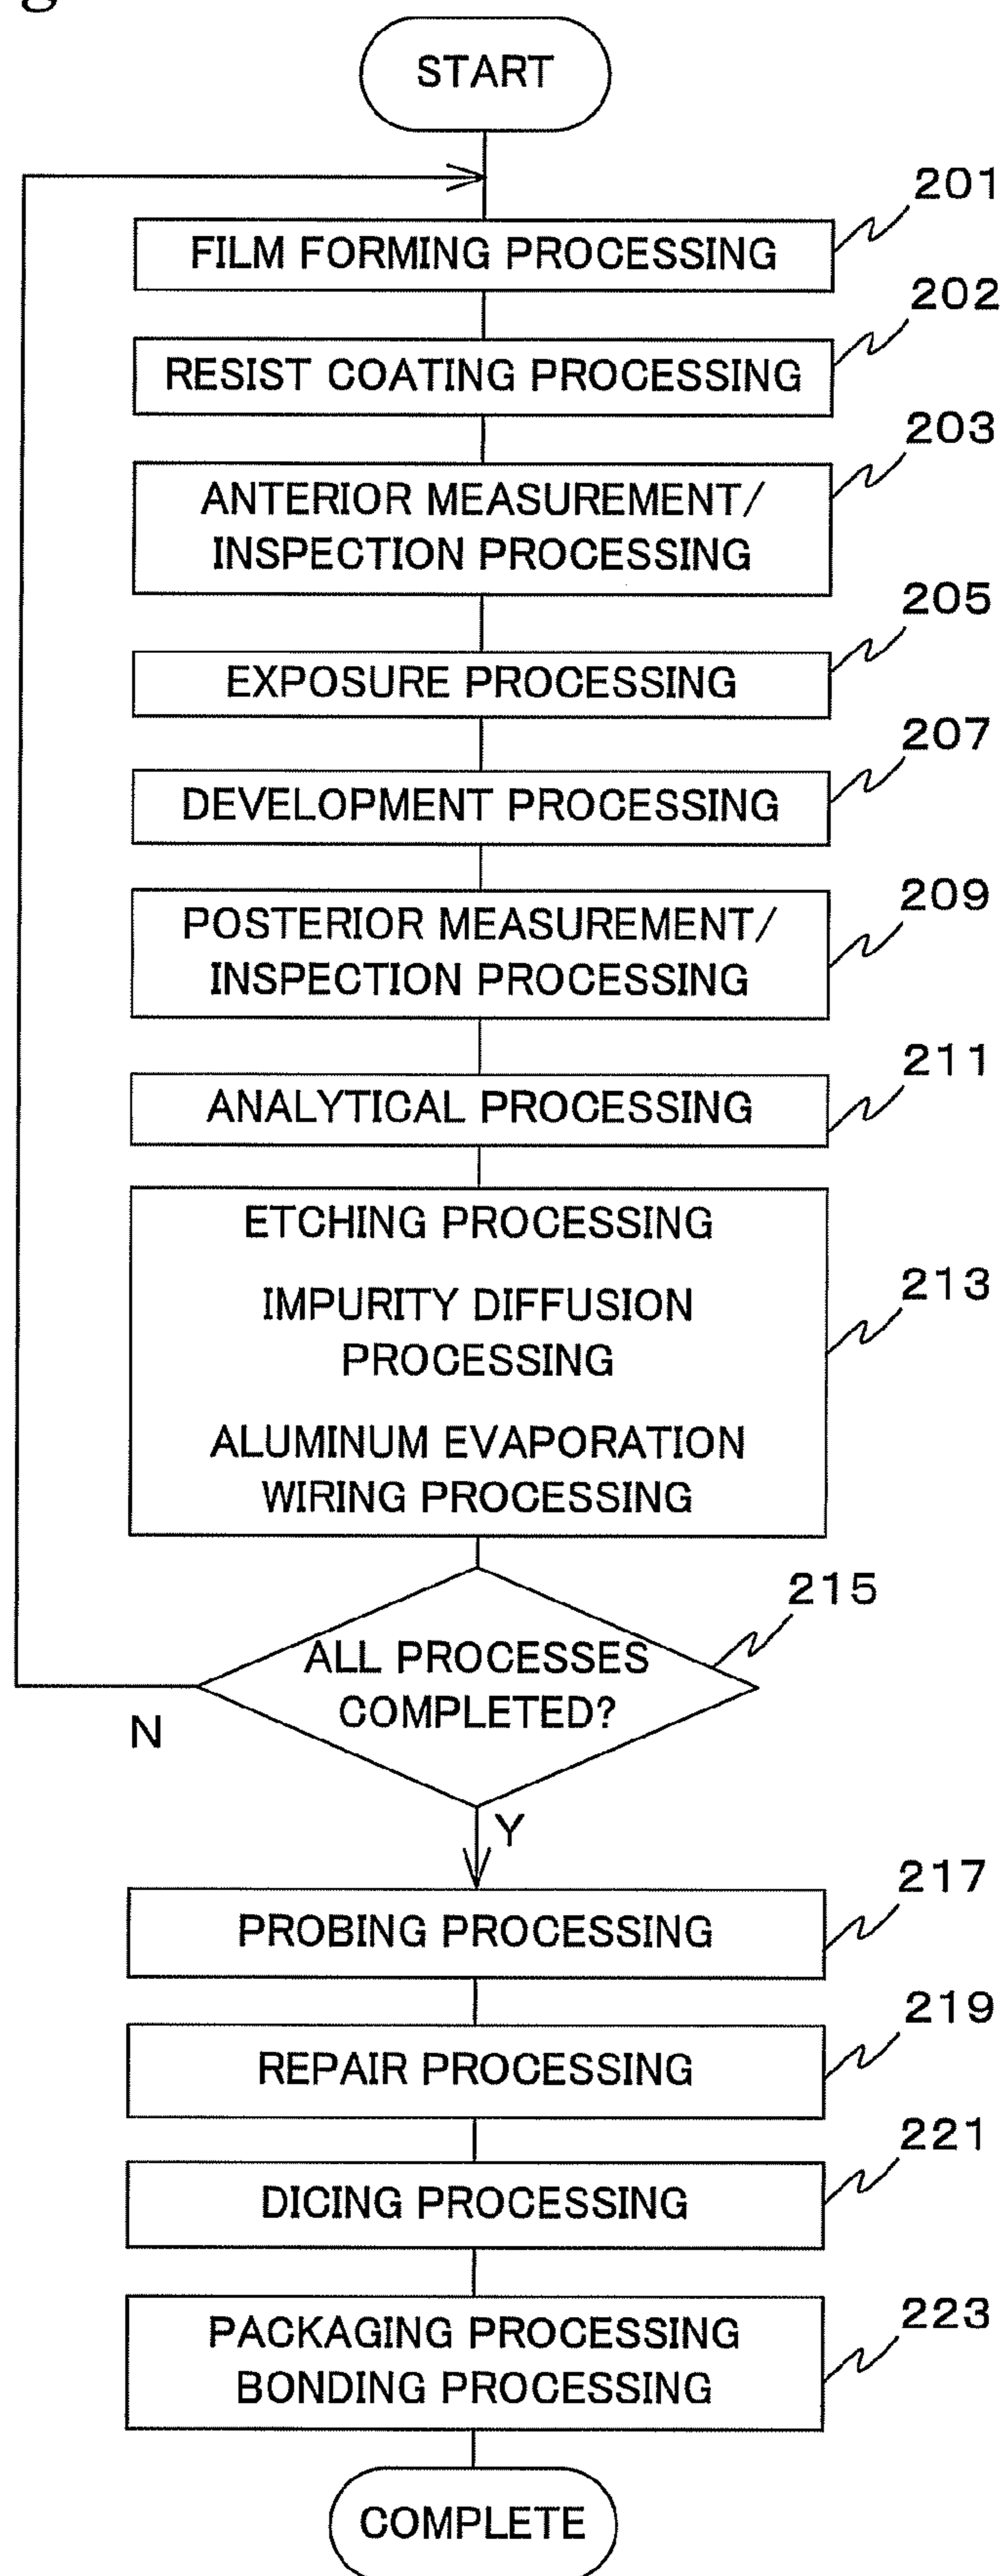 START
201
FILM FORMING PROCESSING
202
RESIST COATING PROCESSING
203
ANTERIOR MEASUREMENT/
INSPECTION PROCESSING
205
EXPOSURE PROCESSING
207
DEVELOPMENT PROCESSING
209
POSTERIOR MEASUREMENT/
INSPECTION PROCESSING
211
ANALYTICAL PROCESSING
213
ETCHING PROCESSING
IMPURITY DIFFUSION
PROCESSING
ALUMINUM EVAPORATION
WIRING PROCESSING
215
ALL PROCESSES
COMPLETED?
N
Y
217
PROBING PROCESSING
219
REPAIR PROCESSING
221
DICING PROCESSING
223
PACKAGING PROCESSING
BONDING PROCESSING
COMPLETE